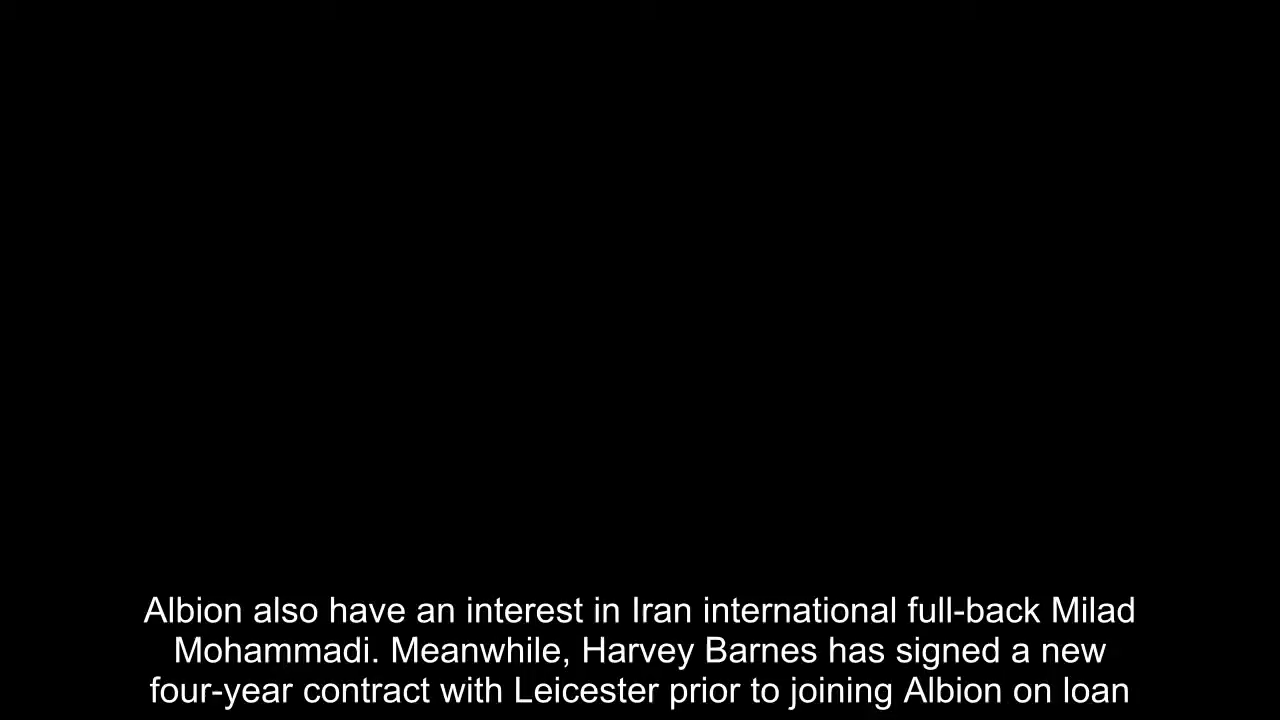 Albion also have an interest in Iran international full-back Milad
Mohammadi. Meanwhile, Harvey Barnes has signed a new
four-year contract with Leicester prior to joining Albion on loan